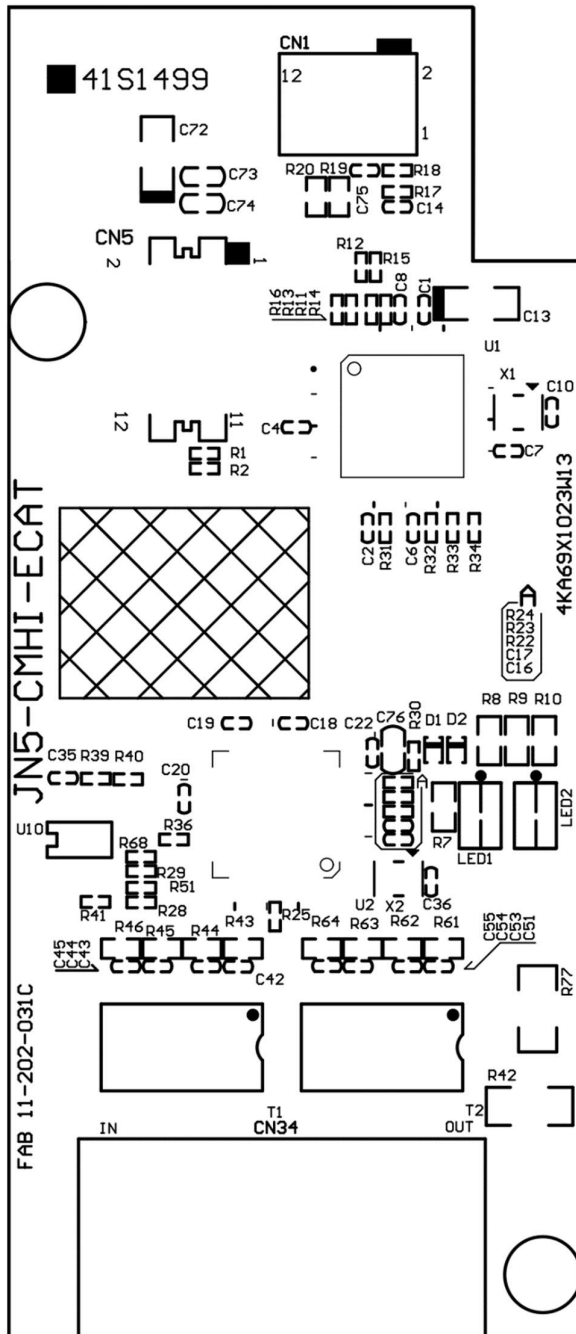 CN1
41S1499
12
2
1
C72
C73
C74
R20
R19
R18
R17
C14
C75
CN5
2
1
R12
R15
C8
C1
R16
R13
R11
R14
C13
U1
X1
C10
12
11
C4
R1
R2
C7
JN5-CMHI-ECAT
4KA69X1023W13
C2
R31
C6
R32
R33
R34
A
R24
R23
R22
C17
C16
C19
C18
C22
C76
R30
D1
D2
R8
R9
R10
C35
R39
R40
C20
A
U10
R36
R7
LED1
LED2
R68
R29
R51
R28
R41
R25
U2
X2
C36
R46
R45
R44
R43
R64
R63
R62
R61
C45
C44
C43
C42
C55
C54
C53
C51
R77
FAB 11-202-031C
R42
T1
T2
IN
CN34
OUT